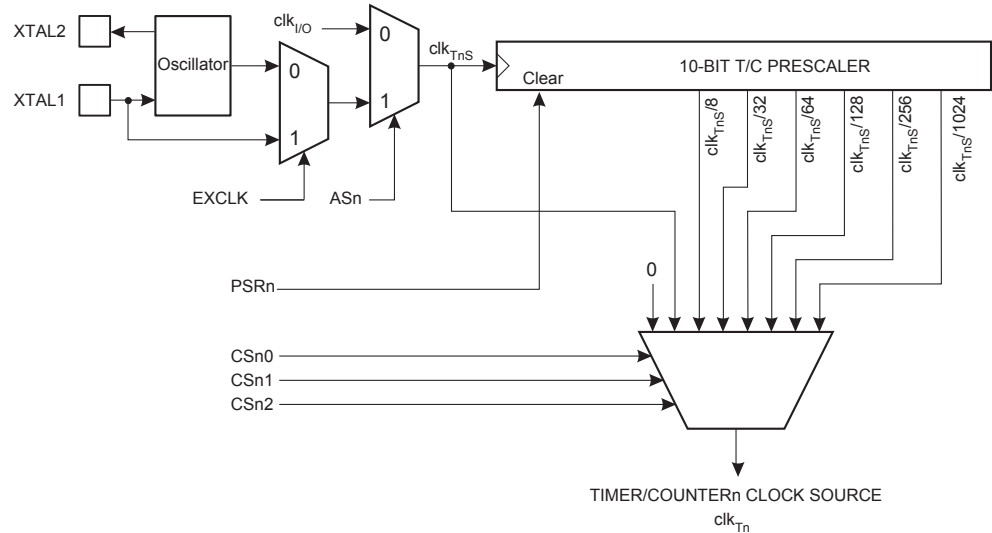 XTAL2
XTAL1
Oscillator
0
1
EXCLK
clkI/O
0
1
ASn
clkTnS
10-BIT T/C PRESCALER
Clear
clkTnS/8
clkTnS/32
clkTnS/64
clkTnS/128
clkTnS/256
clkTnS/1024
PSRn
0
CSn0
CSn1
CSn2
TIMER/COUNTERn CLOCK SOURCE
clkTn